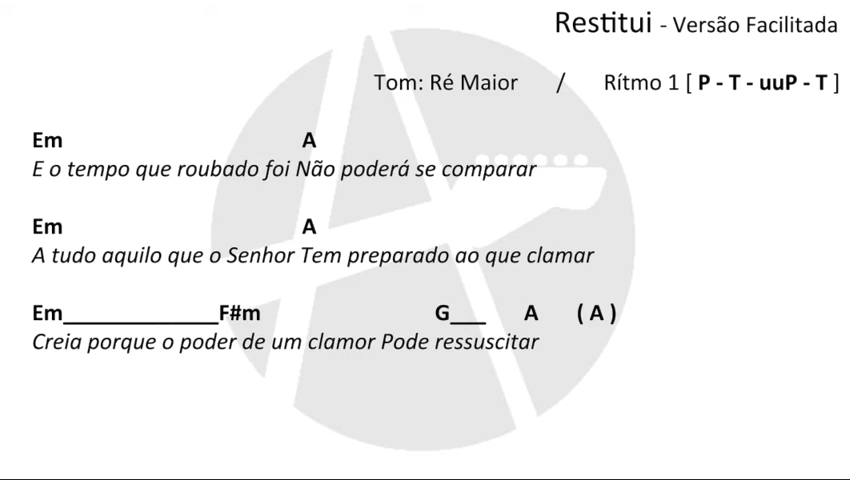 Restitui - Versão Facilitada
Tom: Ré Maior / Rítmo 1 [ P - T - uuP - T ]
Em A
E o tempo que roubado foi Não poderá se comparar
Em A
A tudo aquilo que o Senhor Tem preparado ao que clamar
Em_____________F#m G___ A ( A )
Creia porque o poder de um clamor Pode ressuscitar